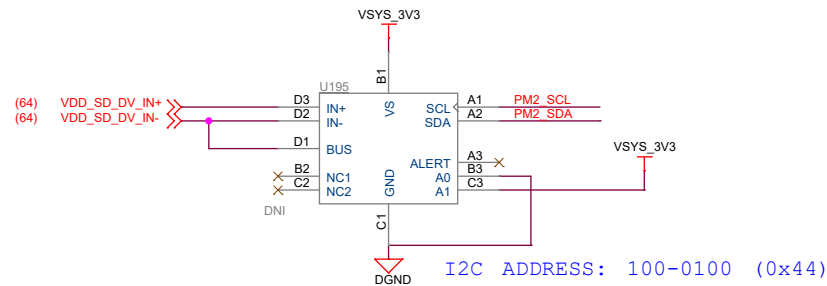 VSYS_3V3
U195
B1
VS
(64) VDD_SD_DV_IN+ D3 IN+ SCL A1 PM2_SCL
(64) VDD_SD_DV_IN- D2 IN- SDA A2 PM2_SDA
D1 BUS
VSYS_3V3
ALERT A3
B2 NC1 A0 B3
C2 NC2 A1 C3
GND
DNI
C1
DGND
I2C ADDRESS: 100-0100 (0x44)